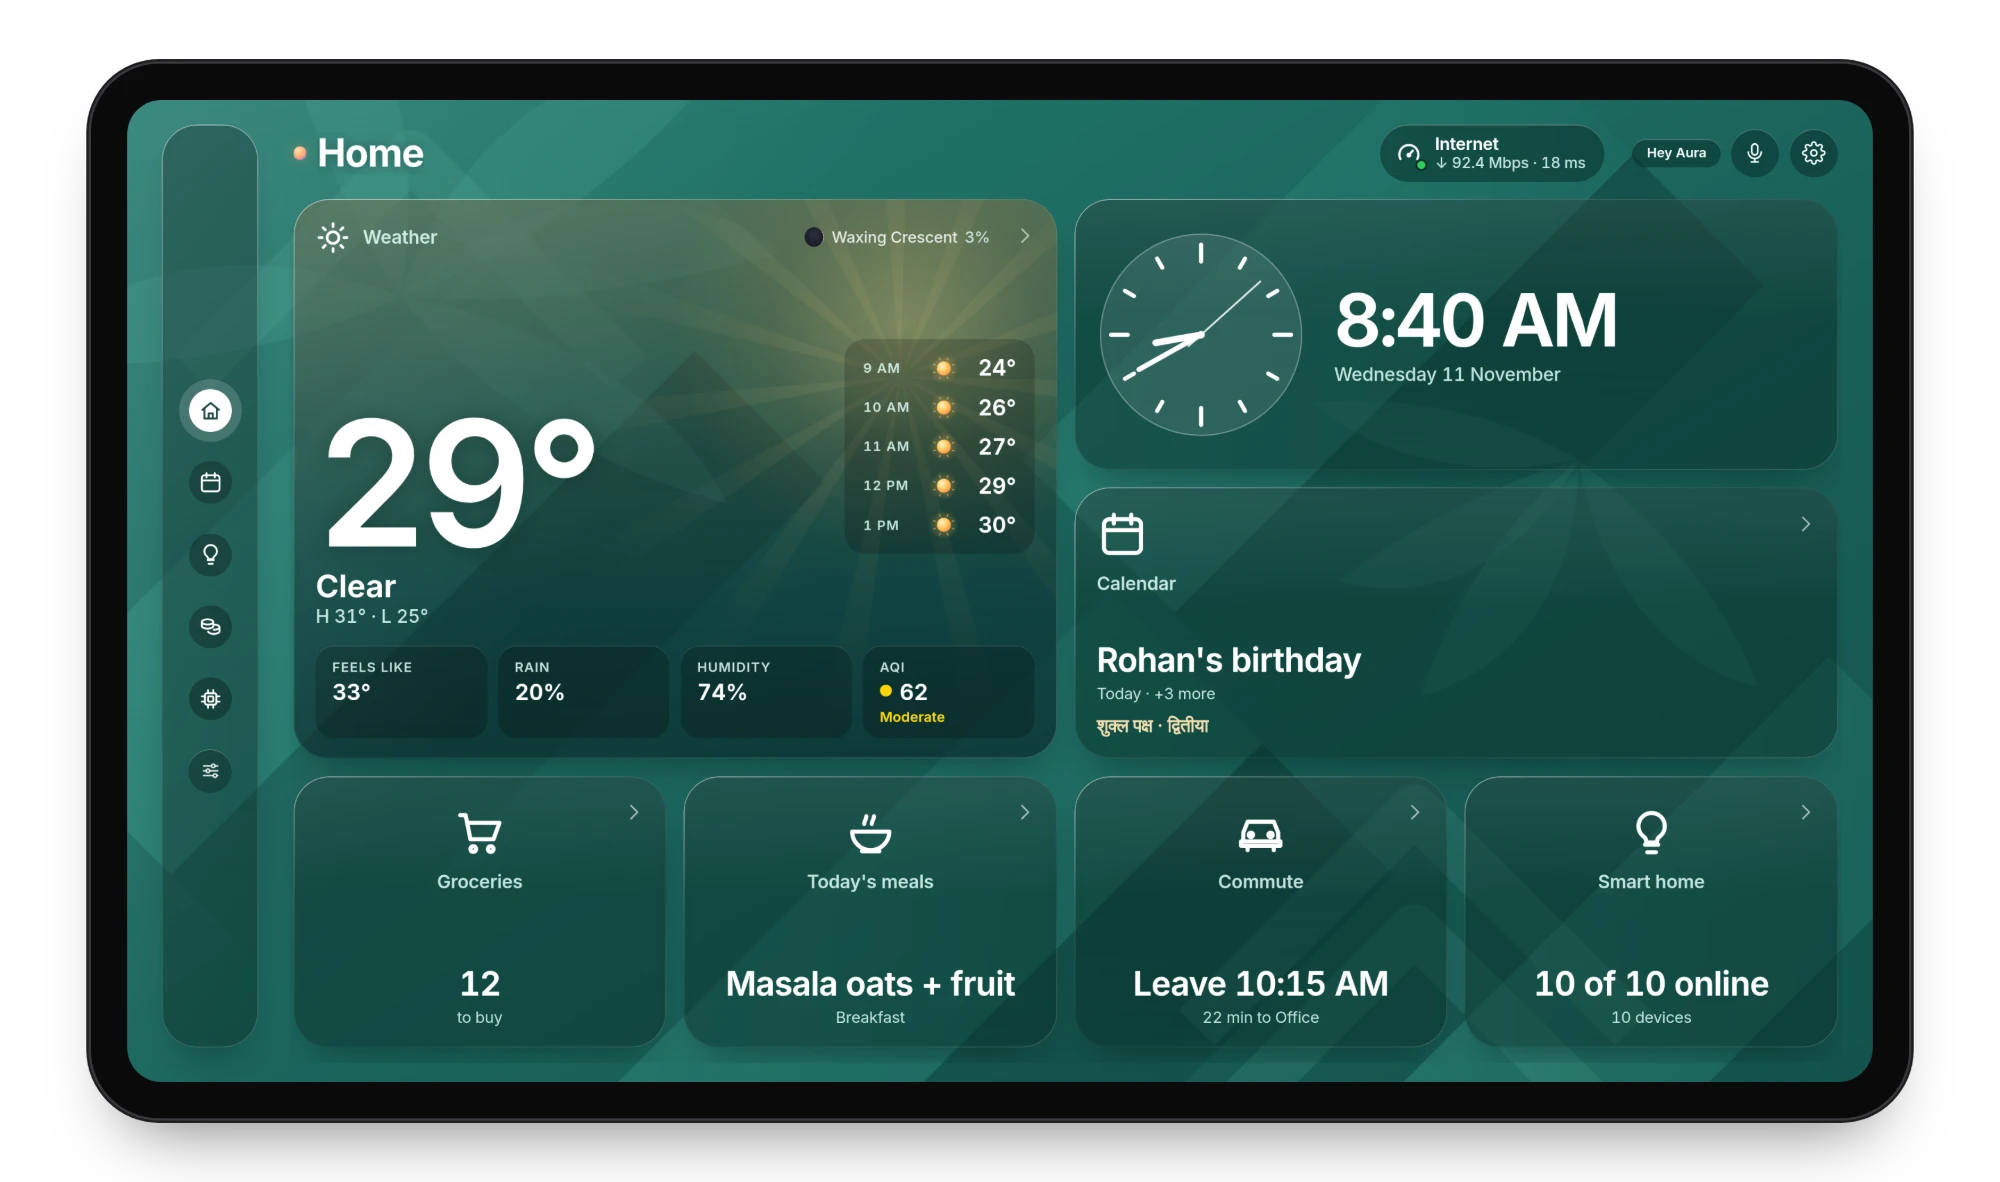 Home
Internet
↓ 92.4 Mbps · 18 ms
Hey Aura
Weather
Waxing Crescent 3%
29°
Clear
H 31° · L 25°
9 AM 24°
10 AM 26°
11 AM 27°
12 PM 29°
1 PM 30°
FEELS LIKE
33°
RAIN
20%
HUMIDITY
74%
AQI
62
Moderate
8:40 AM
Wednesday 11 November
Calendar
Rohan's birthday
Today · +3 more
शुक्ल पक्ष · द्वितीया
Groceries
12
to buy
Today's meals
Masala oats + fruit
Breakfast
Commute
Leave 10:15 AM
22 min to Office
Smart home
10 of 10 online
10 devices